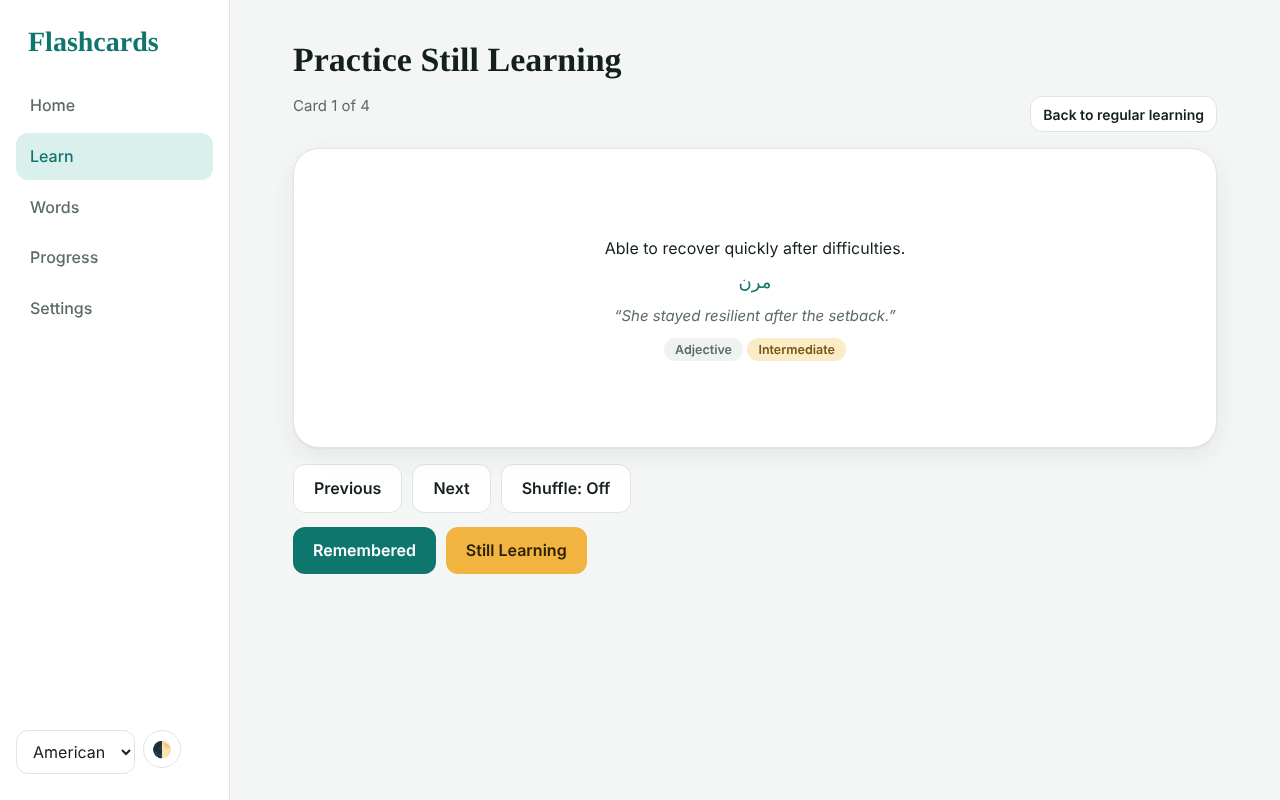 Flashcards
Home
Learn
Words
Progress
Settings
American
Practice Still Learning
Card 1 of 4
Back to regular learning
Able to recover quickly after difficulties.
مرن
“She stayed resilient after the setback.”
Adjective Intermediate
Previous Next Shuffle: Off
Remembered Still Learning